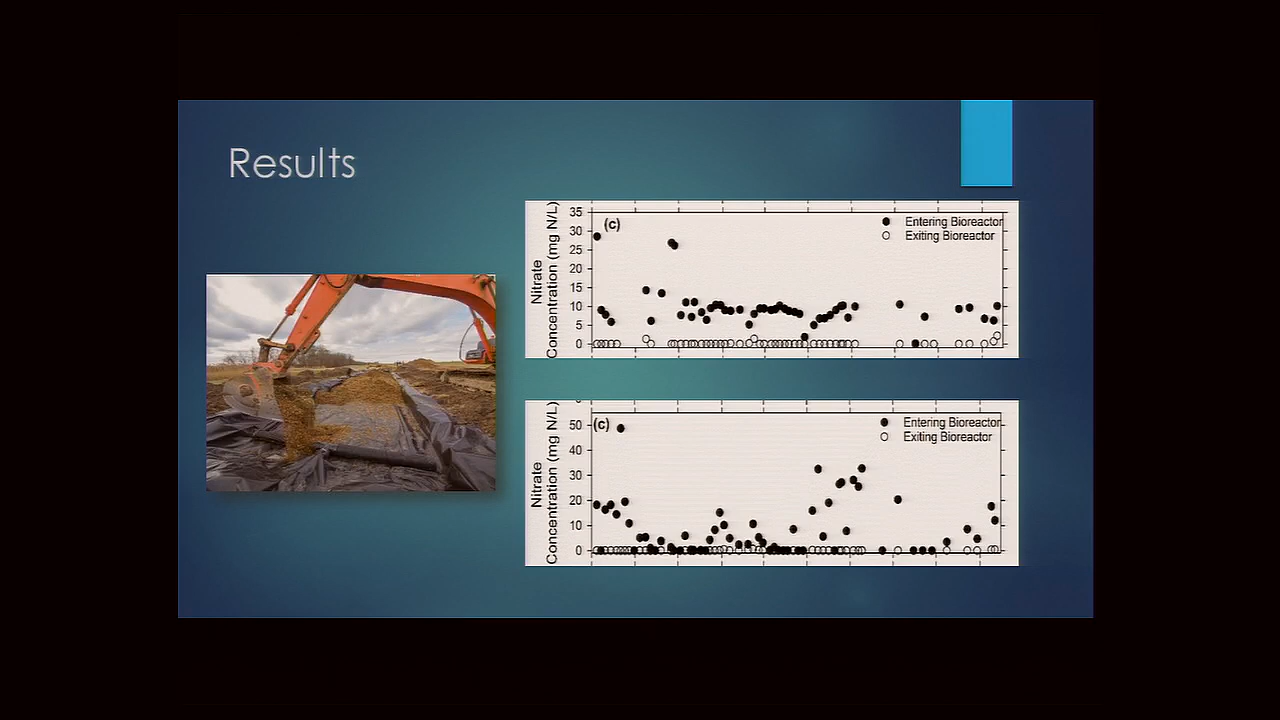 Results
Nitrate
Concentration (mg N/L)
35
30
25
20
15
10
5
0
(c)
Entering Bioreactor
Exiting Bioreactor
Nitrate
Concentration (mg N/L)
50
40
30
20
10
0
(c)
Entering Bioreactor
Exiting Bioreactor